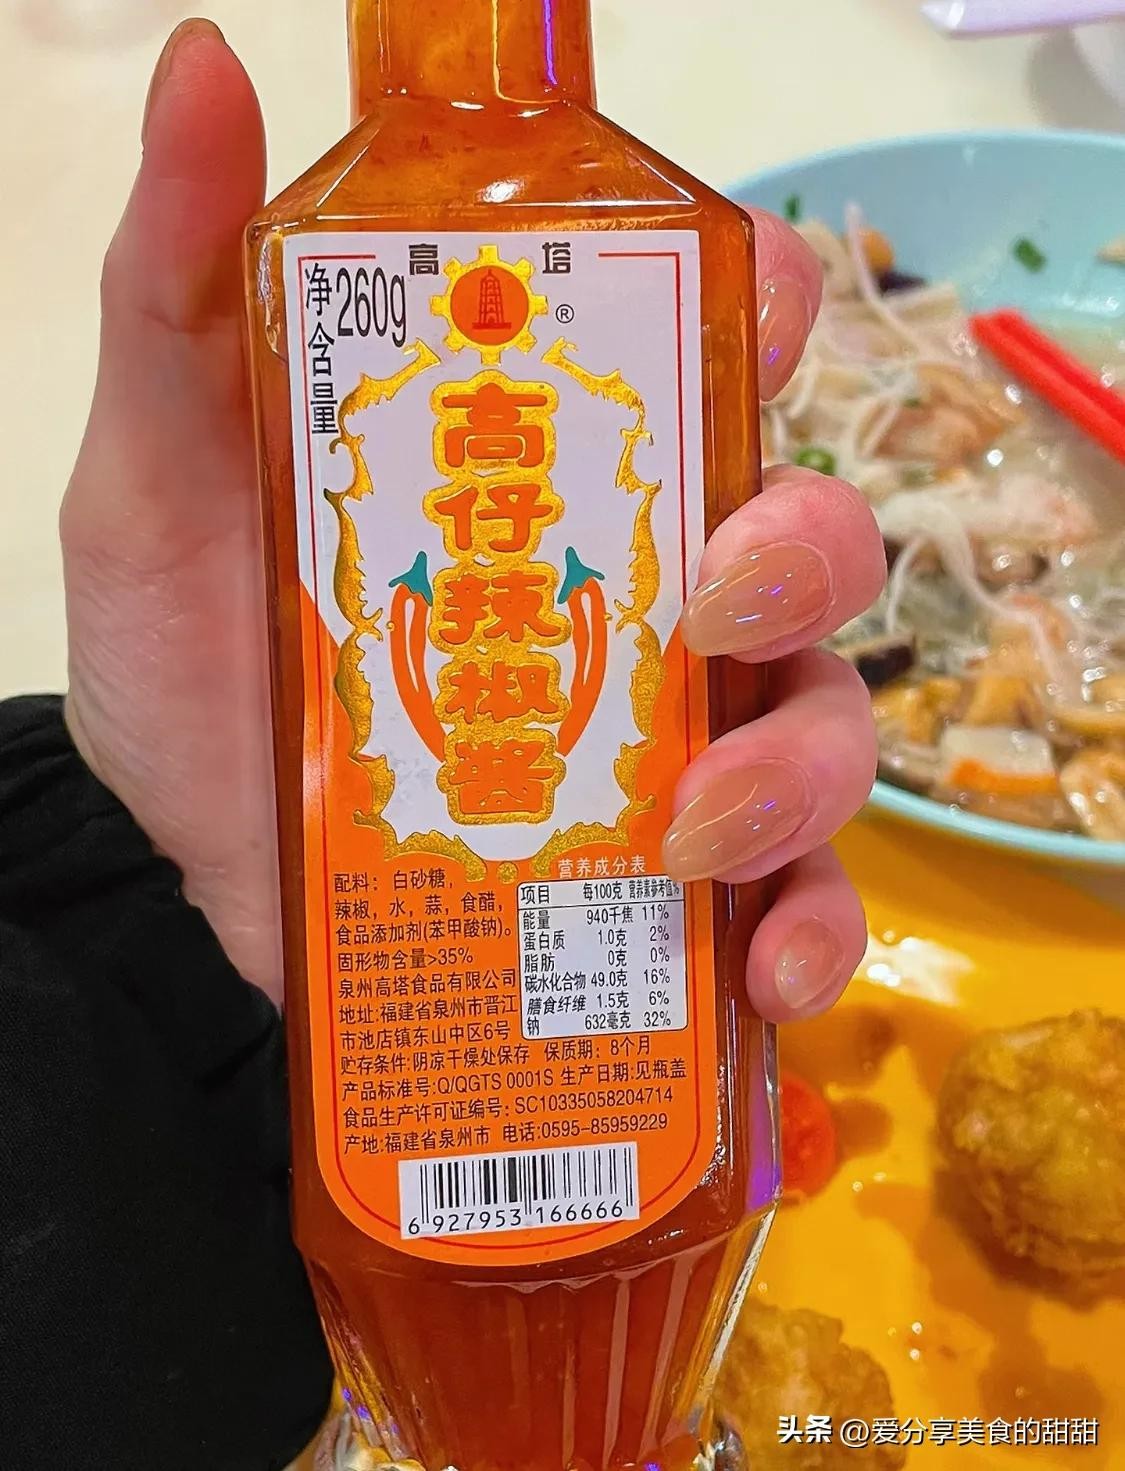 高 塔
®
净含量
260g
高仔辣椒酱
配料：白砂糖，
辣椒，水，蒜，食醋，
食品添加剂(苯甲酸钠)。
固形物含量>35%
泉州高塔食品有限公司
地址:福建省泉州市晋江
市池店镇东山中区6号
营养成分表
项目 每100克 营养素参考值%
能量 940千焦 11%
蛋白质 1.0克 2%
脂肪 0克 0%
碳水化合物 49.0克 16%
膳食纤维 1.5克 6%
钠 632毫克 32%
贮存条件:阴凉干燥处保存 保质期：8个月
产品标准号:Q/QGTS 0001S 生产日期:见瓶盖
食品生产许可证编号：SC10335058204714
产地:福建省泉州市 电话:0595-85959229
6 927953 166666
头条 @爱分享美食的甜甜